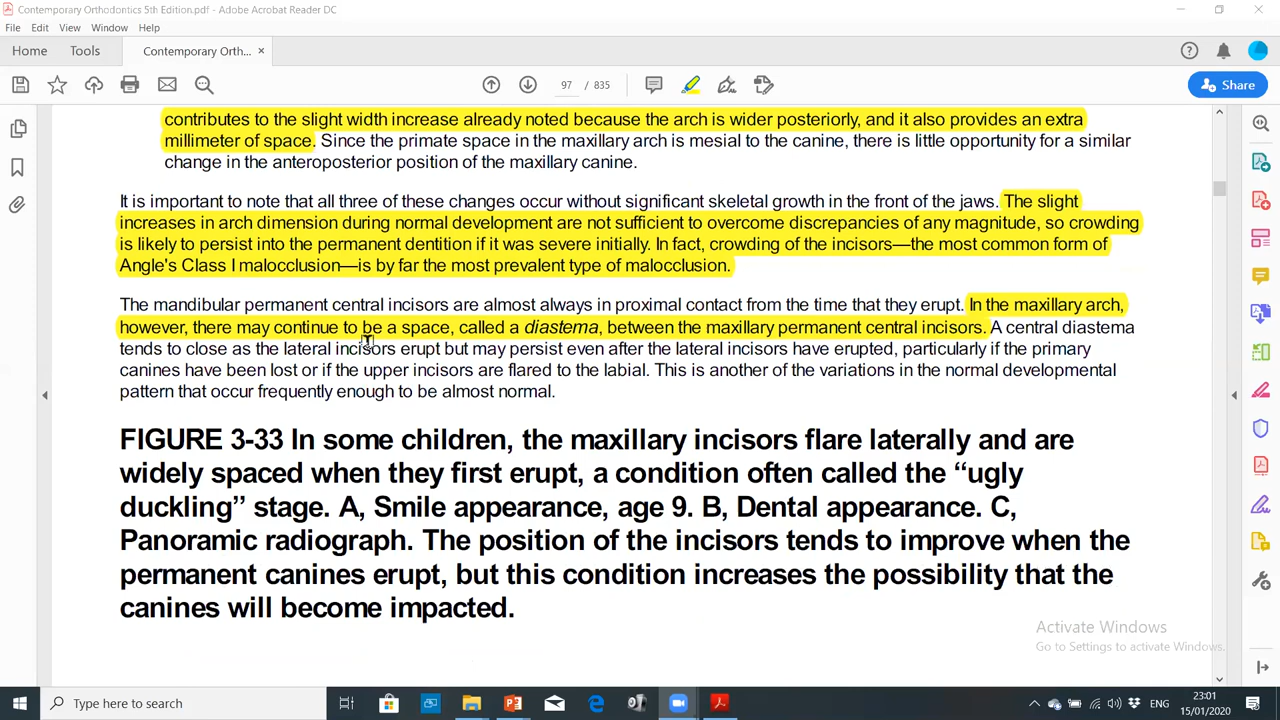 Contemporary Orthodontics 5th Edition.pdf - Adobe Acrobat Reader DC
File Edit View Window Help
Home Tools Contemporary Orth... ×
97 / 835
Share
contributes to the slight width increase already noted because the arch is wider posteriorly, and it also provides an extra
millimeter of space. Since the primate space in the maxillary arch is mesial to the canine, there is little opportunity for a similar
change in the anteroposterior position of the maxillary canine.
It is important to note that all three of these changes occur without significant skeletal growth in the front of the jaws. The slight
increases in arch dimension during normal development are not sufficient to overcome discrepancies of any magnitude, so crowding
is likely to persist into the permanent dentition if it was severe initially. In fact, crowding of the incisors—the most common form of
Angle's Class I malocclusion—is by far the most prevalent type of malocclusion.
The mandibular permanent central incisors are almost always in proximal contact from the time that they erupt. In the maxillary arch,
however, there may continue to be a space, called a diastema, between the maxillary permanent central incisors. A central diastema
tends to close as the lateral incisors erupt but may persist even after the lateral incisors have erupted, particularly if the primary
canines have been lost or if the upper incisors are flared to the labial. This is another of the variations in the normal developmental
pattern that occur frequently enough to be almost normal.
FIGURE 3-33 In some children, the maxillary incisors flare laterally and are
widely spaced when they first erupt, a condition often called the “ugly
duckling” stage. A, Smile appearance, age 9. B, Dental appearance. C,
Panoramic radiograph. The position of the incisors tends to improve when the
permanent canines erupt, but this condition increases the possibility that the
canines will become impacted.
Activate Windows
Go to Settings to activate Windows.
Type here to search
23:01
15/01/2020